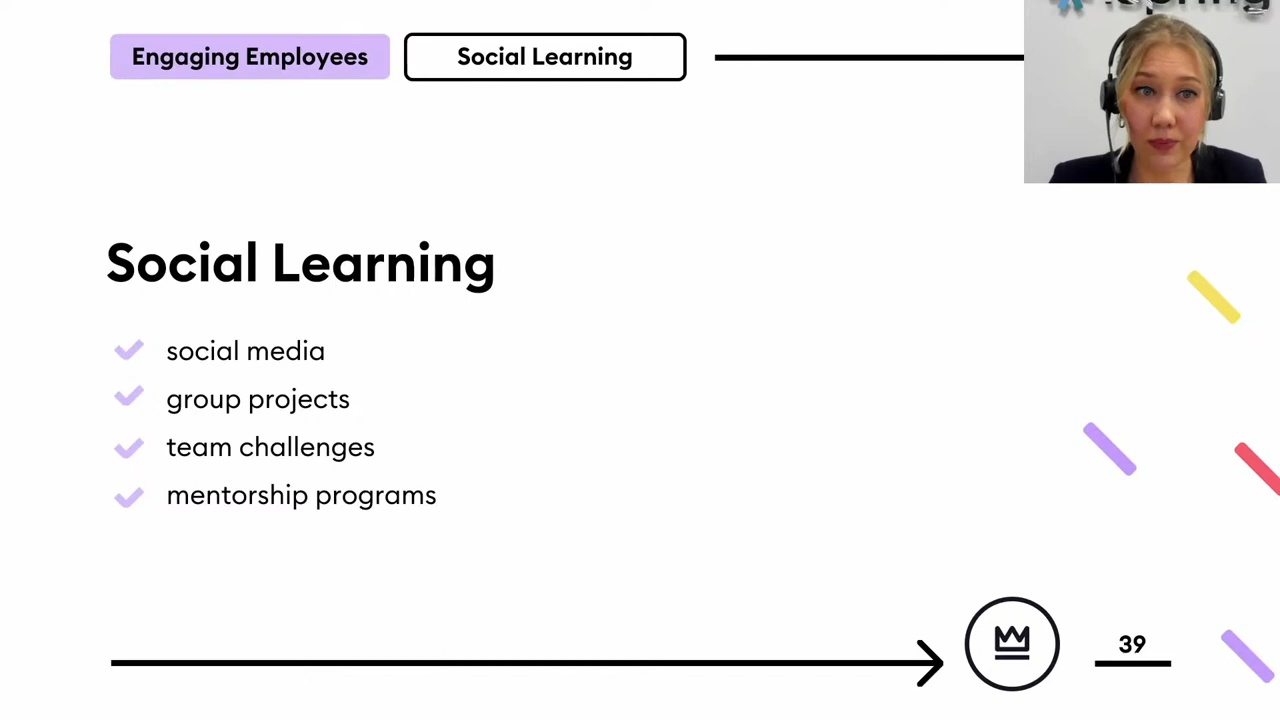 Engaging Employees
Social Learning
Social Learning
social media
group projects
team challenges
mentorship programs
39